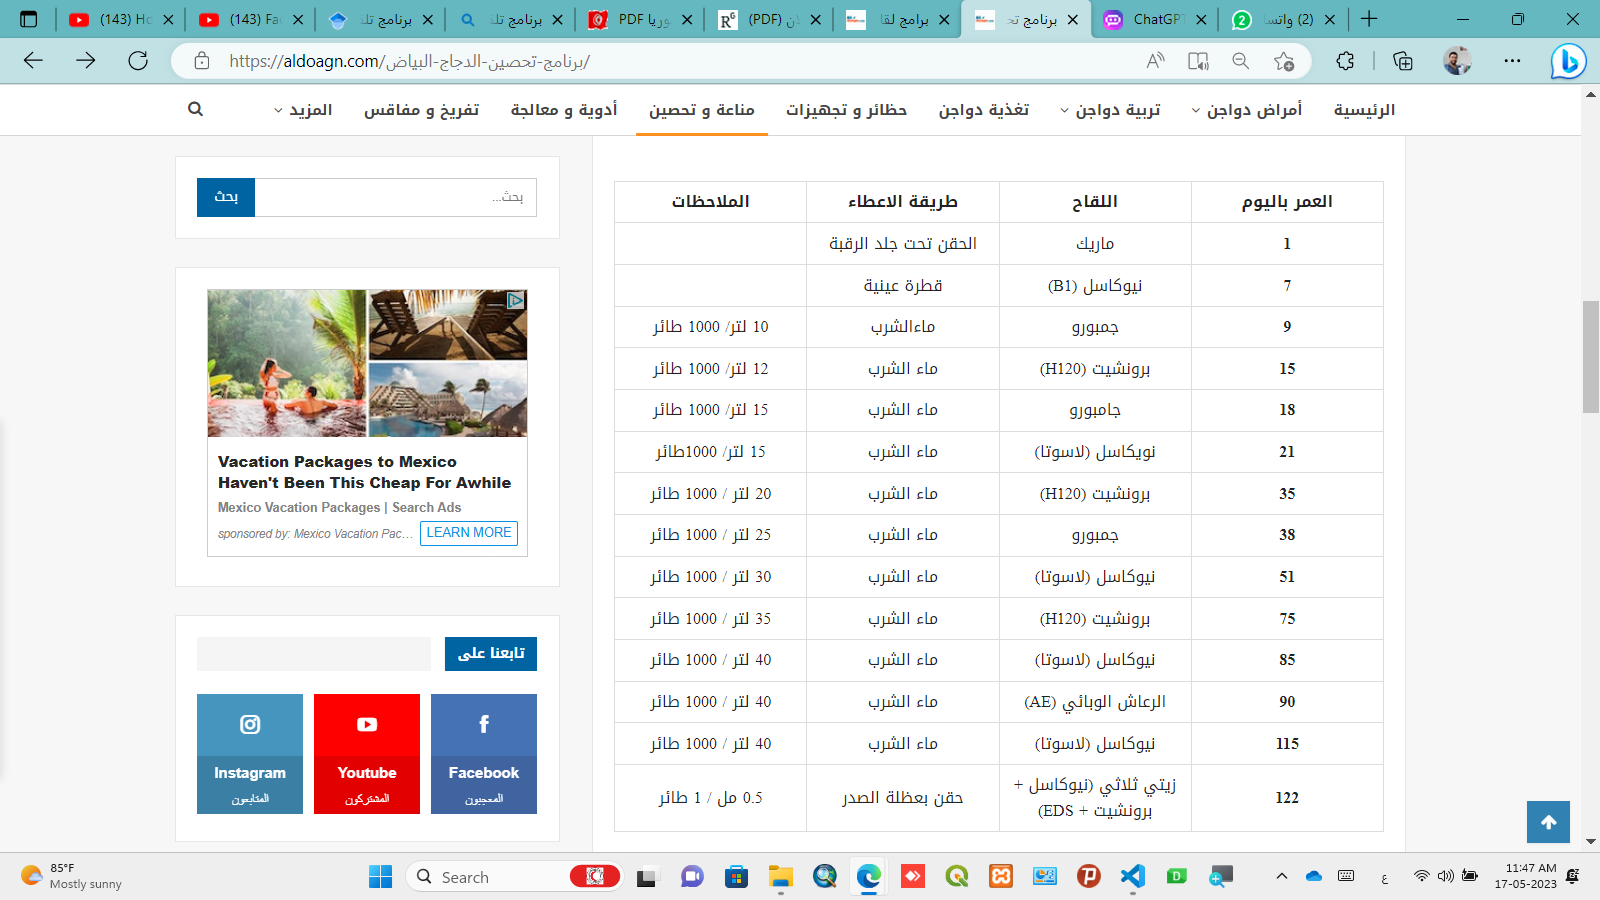 (143) Ho
(143) Fac
برنامج تلق
برنامج تلق
وريا PDF
(PDF) ـان
برامج لقا
برنامج تح
ChatGPT
(2) واتسا
https://aldoagn.com/برنامج-تحصين-الدجاج-البياض/
الرئيسية
أمراض دواجن
تربية دواجن
تغذية دواجن
حظائر و تجهيزات
مناعة و تحصين
أدوية و معالجة
تفريخ و مفاقس
المزيد
بحث...
بحث
Vacation Packages to Mexico
Haven't Been This Cheap For Awhile
Mexico Vacation Packages | Search Ads
sponsored by: Mexico Vacation Pac...
LEARN MORE
تابعنا على
Facebook
المعجبون
Youtube
المشتركون
Instagram
المتابعون
العمر باليوم اللقاح طريقة الاعطاء الملاحظات
1 ماريك الحقن تحت جلد الرقبة
7 نيوكاسل (B1) قطرة عينية
9 جمبورو ماءالشرب 10 لتر/ 1000 طائر
15 برونشيت (H120) ماء الشرب 12 لتر/ 1000 طائر
18 جامبورو ماء الشرب 15 لتر/ 1000 طائر
21 نويكاسل (لاسوتا) ماء الشرب 15 لتر/ 1000طائر
35 برونشيت (H120) ماء الشرب 20 لتر / 1000 طائر
38 جمبورو ماء الشرب 25 لتر / 1000 طائر
51 نيوكاسل (لاسوتا) ماء الشرب 30 لتر / 1000 طائر
75 برونشيت (H120) ماء الشرب 35 لتر / 1000 طائر
85 نيوكاسل (لاسوتا) ماء الشرب 40 لتر / 1000 طائر
90 الرعاش الوبائي (AE) ماء الشرب 40 لتر / 1000 طائر
115 نيوكاسل (لاسوتا) ماء الشرب 40 لتر / 1000 طائر
122 زيتي ثلاثي (نيوكاسل + برونشيت + EDS) حقن بعظلة الصدر 0.5 مل / 1 طائر
85°F
Mostly sunny
Search
ع
11:47 AM
17-05-2023